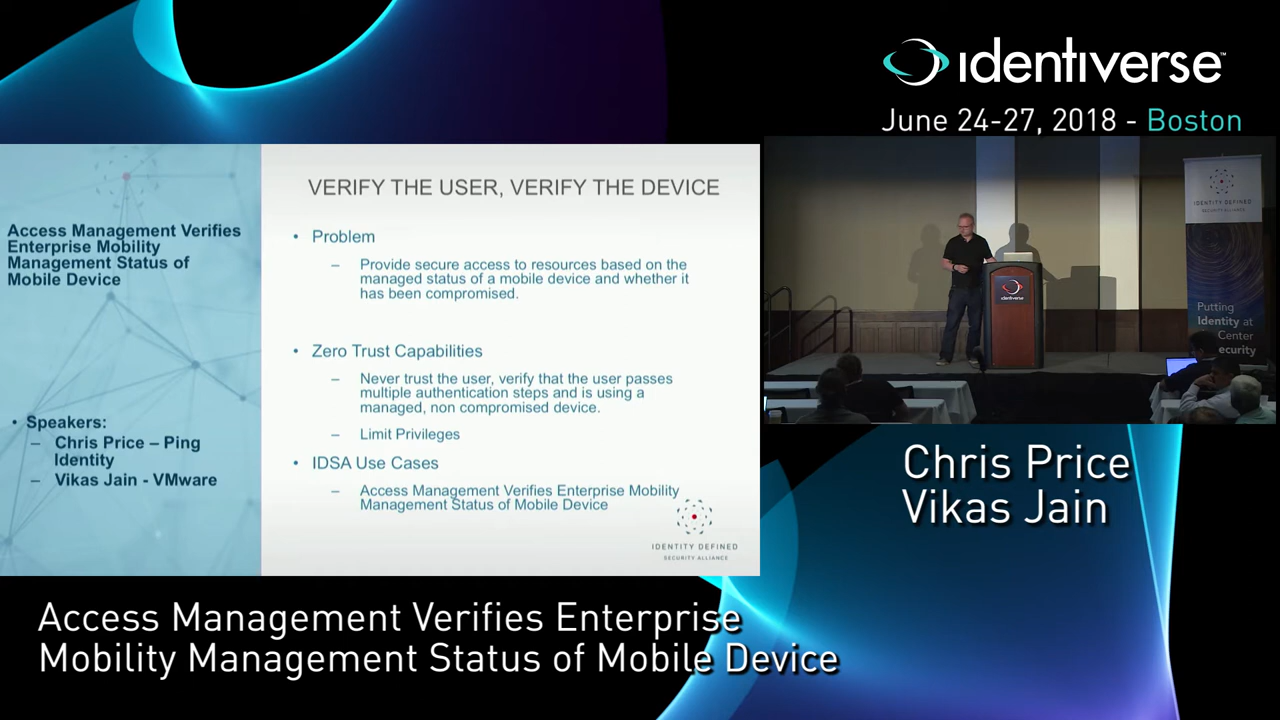 identiverse™
June 24-27, 2018 - Boston
Access Management Verifies
Enterprise Mobility
Management Status of
Mobile Device
• Speakers:
– Chris Price – Ping
Identity
– Vikas Jain - VMware
VERIFY THE USER, VERIFY THE DEVICE
• Problem
– Provide secure access to resources based on the
managed status of a mobile device and whether it
has been compromised.
• Zero Trust Capabilities
– Never trust the user, verify that the user passes
multiple authentication steps and is using a
managed, non compromised device.
– Limit Privileges
• IDSA Use Cases
– Access Management Verifies Enterprise Mobility
Management Status of Mobile Device
IDENTITY DEFINED
SECURITY ALLIANCE
IDENTITY DEFINED
SECURITY ALLIANCE
Putting
Identity at
Center
ecurity
identiverse
Chris Price
Vikas Jain
Access Management Verifies Enterprise
Mobility Management Status of Mobile Device